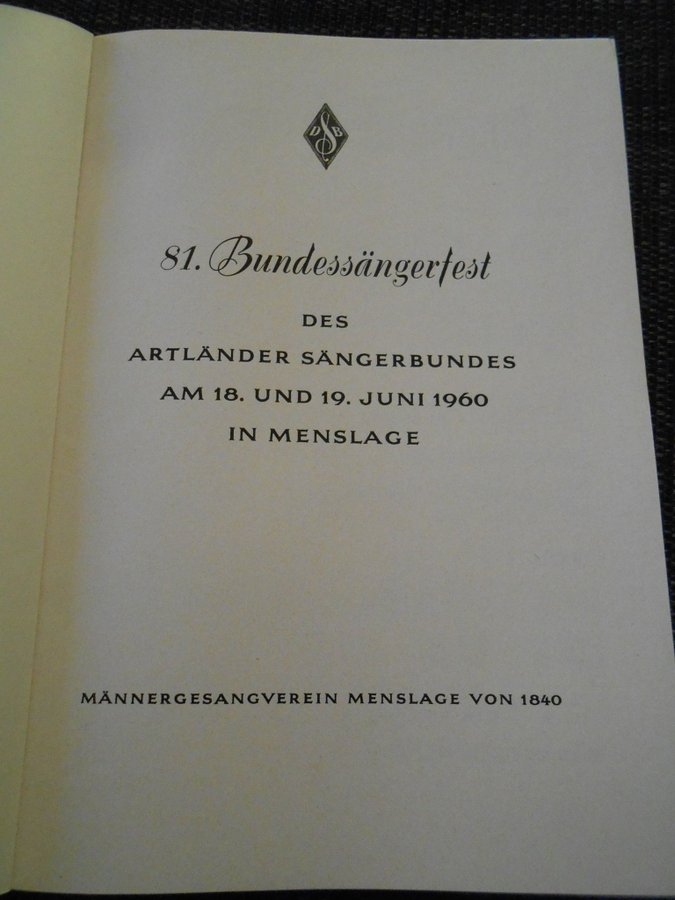 DSB
81. Bundessängerfest
DES
ARTLÄNDER SÄNGERBUNDES
AM 18. UND 19. JUNI 1960
IN MENSLAGE
MÄNNERGESANGVEREIN MENSLAGE VON 1840